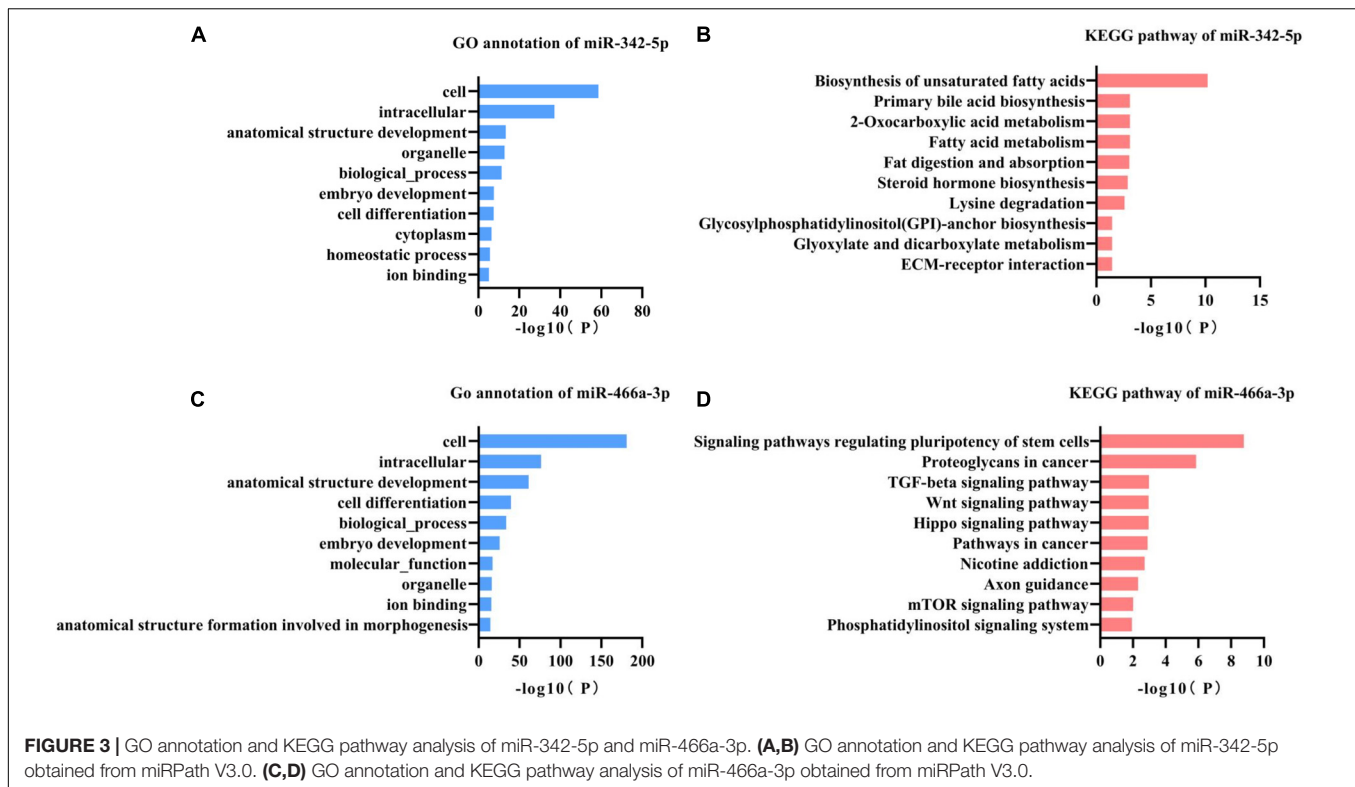 A
GO annotation of miR-342-5p
cell
intracellular
anatomical structure development
organelle
biological_process
embryo development
cell differentiation
cytoplasm
homeostatic process
ion binding
0 20 40 60 80
-log10( P)
B
KEGG pathway of miR-342-5p
Biosynthesis of unsaturated fatty acids
Primary bile acid biosynthesis
2-Oxocarboxylic acid metabolism
Fatty acid metabolism
Fat digestion and absorption
Steroid hormone biosynthesis
Lysine degradation
Glycosylphosphatidylinositol(GPI)-anchor biosynthesis
Glyoxylate and dicarboxylate metabolism
ECM-receptor interaction
0 5 10 15
-log10( P)
C
Go annotation of miR-466a-3p
cell
intracellular
anatomical structure development
cell differentiation
biological_process
embryo development
molecular_function
organelle
ion binding
anatomical structure formation involved in morphogenesis
0 50 100 150 200
-log10( P)
D
KEGG pathway of miR-466a-3p
Signaling pathways regulating pluripotency of stem cells
Proteoglycans in cancer
TGF-beta signaling pathway
Wnt signaling pathway
Hippo signaling pathway
Pathways in cancer
Nicotine addiction
Axon guidance
mTOR signaling pathway
Phosphatidylinositol signaling system
0 2 4 6 8 10
-log10( P)
FIGURE 3 | GO annotation and KEGG pathway analysis of miR-342-5p and miR-466a-3p. (A,B) GO annotation and KEGG pathway analysis of miR-342-5p
obtained from miRPath V3.0. (C,D) GO annotation and KEGG pathway analysis of miR-466a-3p obtained from miRPath V3.0.